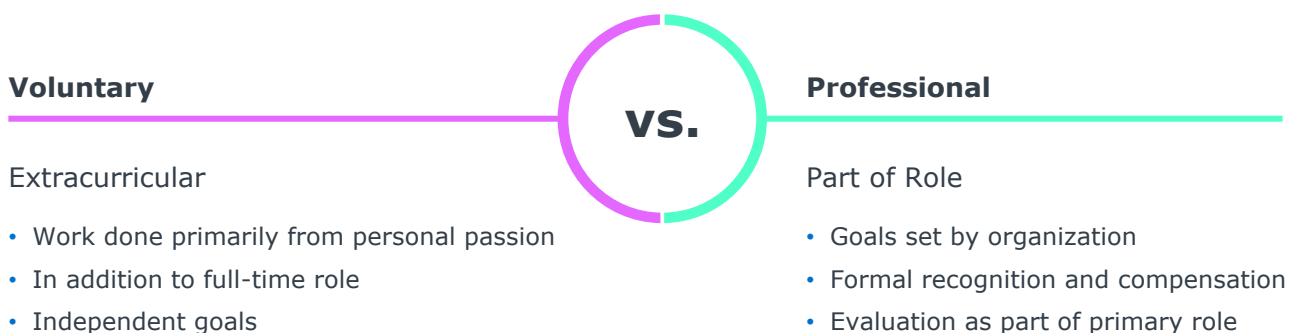 Voluntary
vs.
Professional
Extracurricular
• Work done primarily from personal passion
• In addition to full-time role
• Independent goals
Part of Role
• Goals set by organization
• Formal recognition and compensation
• Evaluation as part of primary role